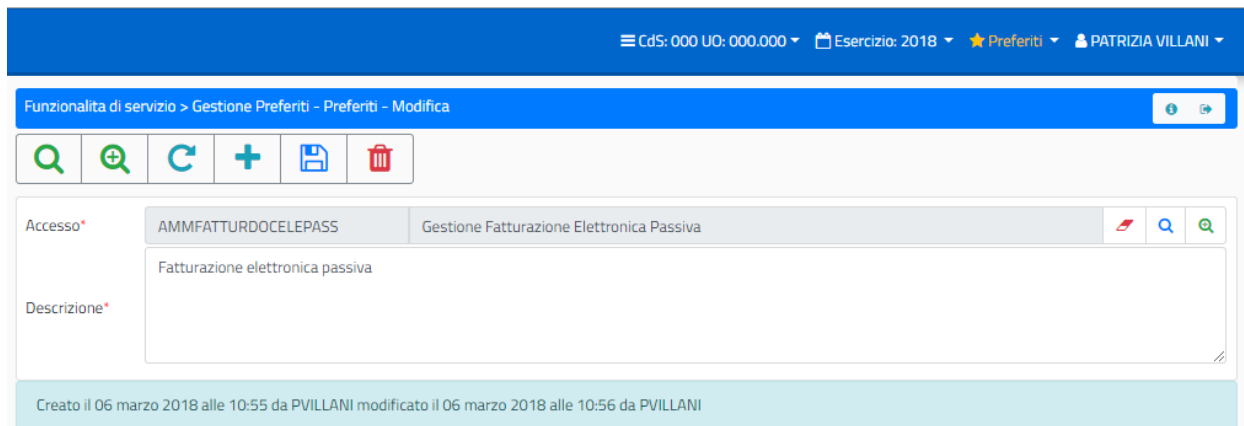 CdS: 000 UO: 000.000 Esercizio: 2018 Preferiti PATRIZIA VILLANI
Funzionalita di servizio > Gestione Preferiti - Preferiti - Modifica
Accesso* AMMFATTURDOCELEPASS Gestione Fatturazione Elettronica Passiva
Fatturazione elettronica passiva
Descrizione*
Creato il 06 marzo 2018 alle 10:55 da PVILLANI modificato il 06 marzo 2018 alle 10:56 da PVILLANI